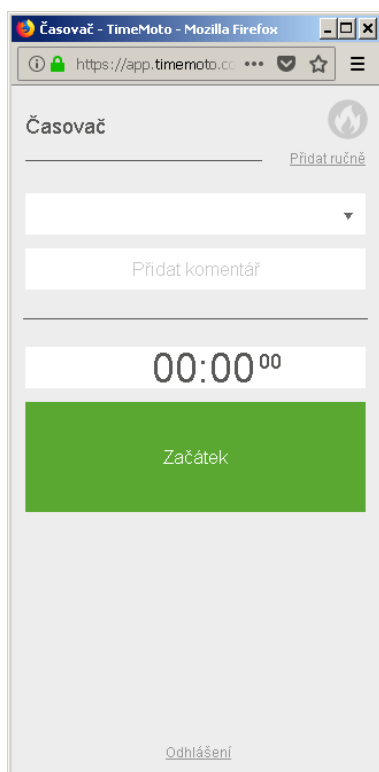 Časovač - TimeMoto - Mozilla Firefox
https://app.timemoto.co
Časovač
Přidat ručně
Přidat komentář
00:00 00
Začátek
Odhlášení